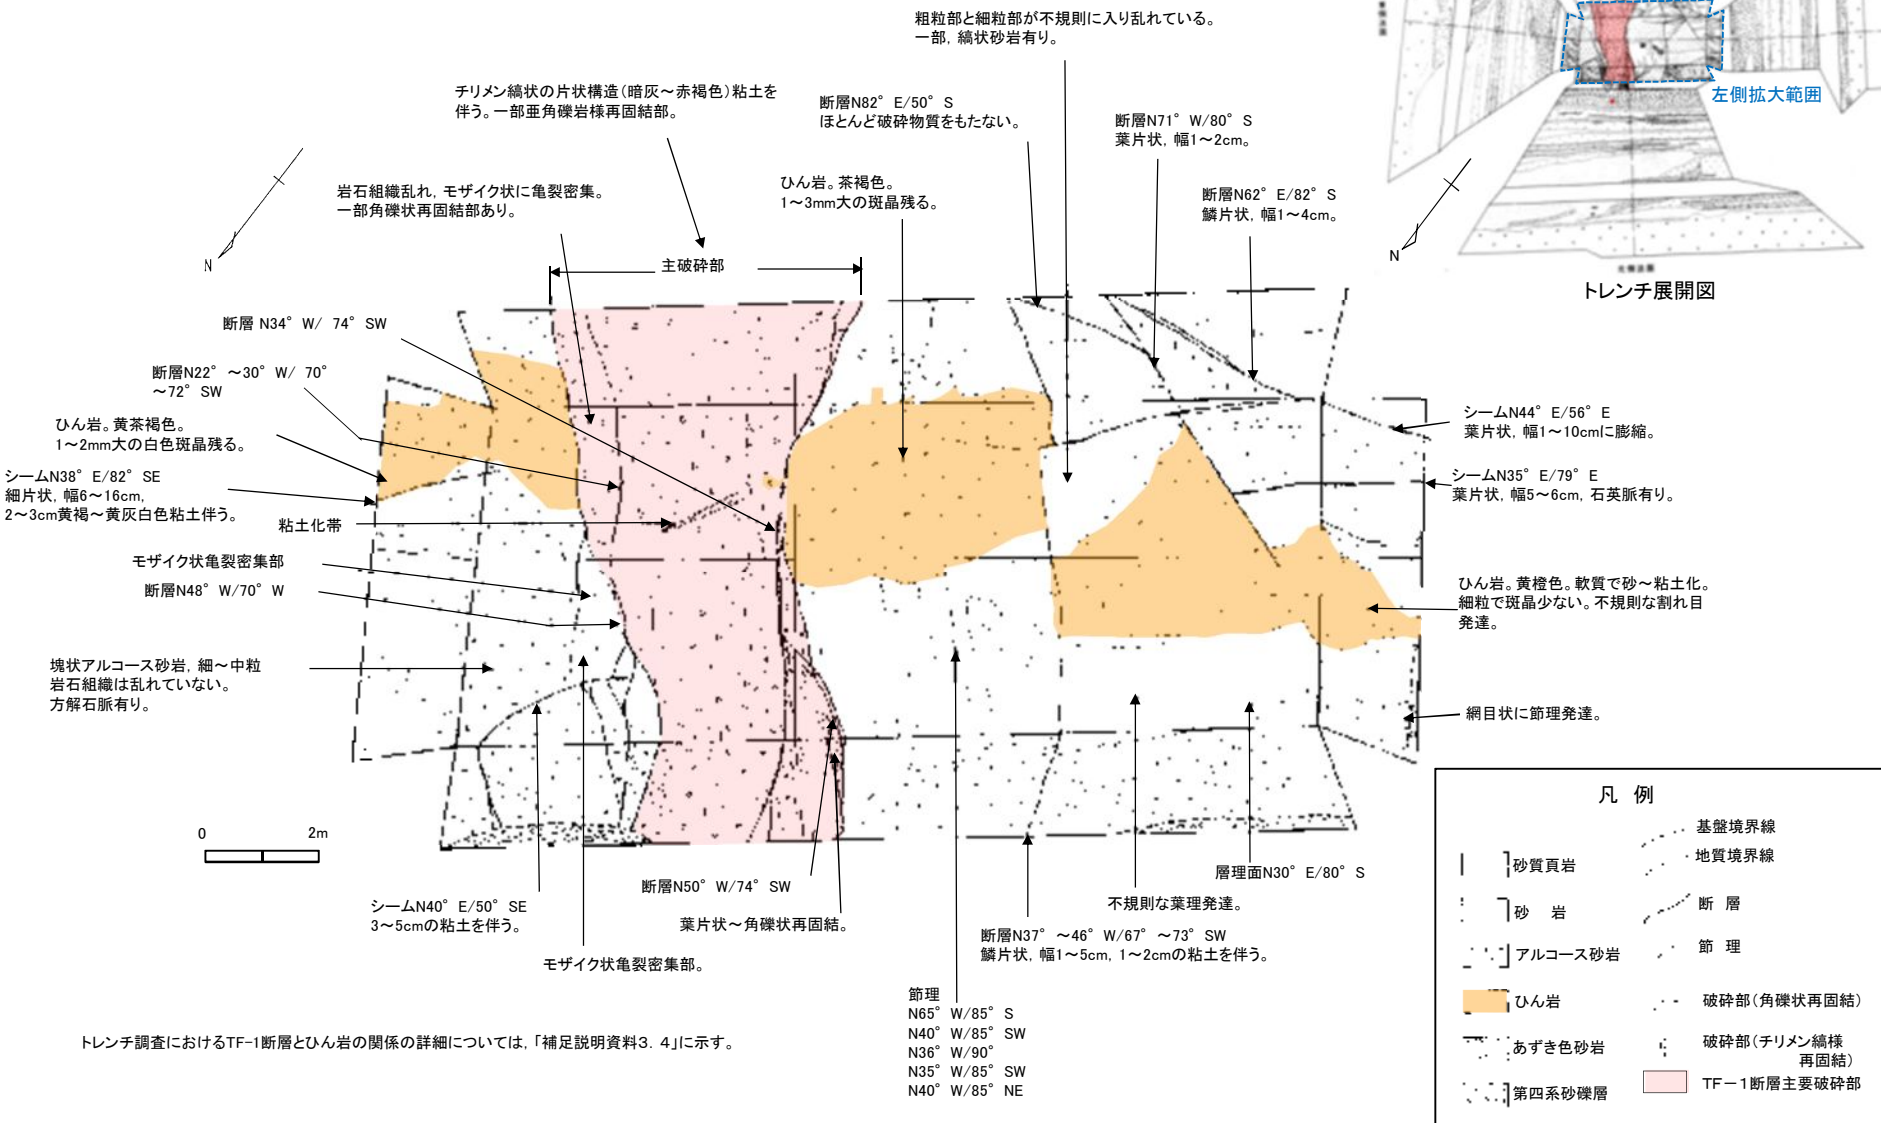 粗粒部と細粒部が不規則に入り乱れている。
一部，縞状砂岩有り。
チリメン縞状の片状構造（暗灰～赤褐色）粘土を
伴う。一部亜角礫岩様再固結部。
断層N82° E/50° S
ほとんど破砕物質をもたない。
断層N71° W/80° S
葉片状，幅1～2cm。
左側拡大範囲
岩石組織乱れ，モザイク状に亀裂密集。
一部角礫状再固結部あり。
ひん岩。茶褐色。
1～3mm大の斑晶残る。
断層N62° E/82° S
鱗片状，幅1～4cm。
N
N
主破砕部
トレンチ展開図
断層 N34° W/ 74° SW
断層N22° ～30° W/ 70°
～72° SW
ひん岩。黄茶褐色。
1～2mm大の白色斑晶残る。
シームN38° E/82° SE
細片状，幅6～16cm，
2～3cm黄褐～黄灰白色粘土伴う。
粘土化帯
モザイク状亀裂密集部
断層N48° W/70° W
塊状アルコース砂岩，細～中粒
岩石組織は乱れていない。
方解石脈有り。
シームN44° E/56° E
葉片状，幅1～10cmに膨縮。
シームN35° E/79° E
葉片状，幅5～6cm，石英脈有り。
ひん岩。黄橙色。軟質で砂～粘土化。
細粒で斑晶少ない。不規則な割れ目
発達。
網目状に節理発達。
0 2m
シームN40° E/50° SE
3～5cmの粘土を伴う。
モザイク状亀裂密集部。
断層N50° W/74° SW
葉片状～角礫状再固結。
節理
N65° W/85° S
N40° W/85° SW
N36° W/90°
N35° W/85° SW
N40° W/85° NE
断層N37° ～46° W/67° ～73° SW
鱗片状，幅1～5cm，1～2cmの粘土を伴う。
不規則な葉理発達。
層理面N30° E/80° S
凡 例
砂質頁岩
砂 岩
アルコース砂岩
ひん岩
あずき色砂岩
第四系砂礫層
基盤境界線
地質境界線
断 層
節 理
破砕部（角礫状再固結）
破砕部（チリメン縞様
再固結）
TF－1断層主要破砕部
トレンチ調査におけるTF-1断層とひん岩の関係の詳細については，「補足説明資料3．4」に示す。